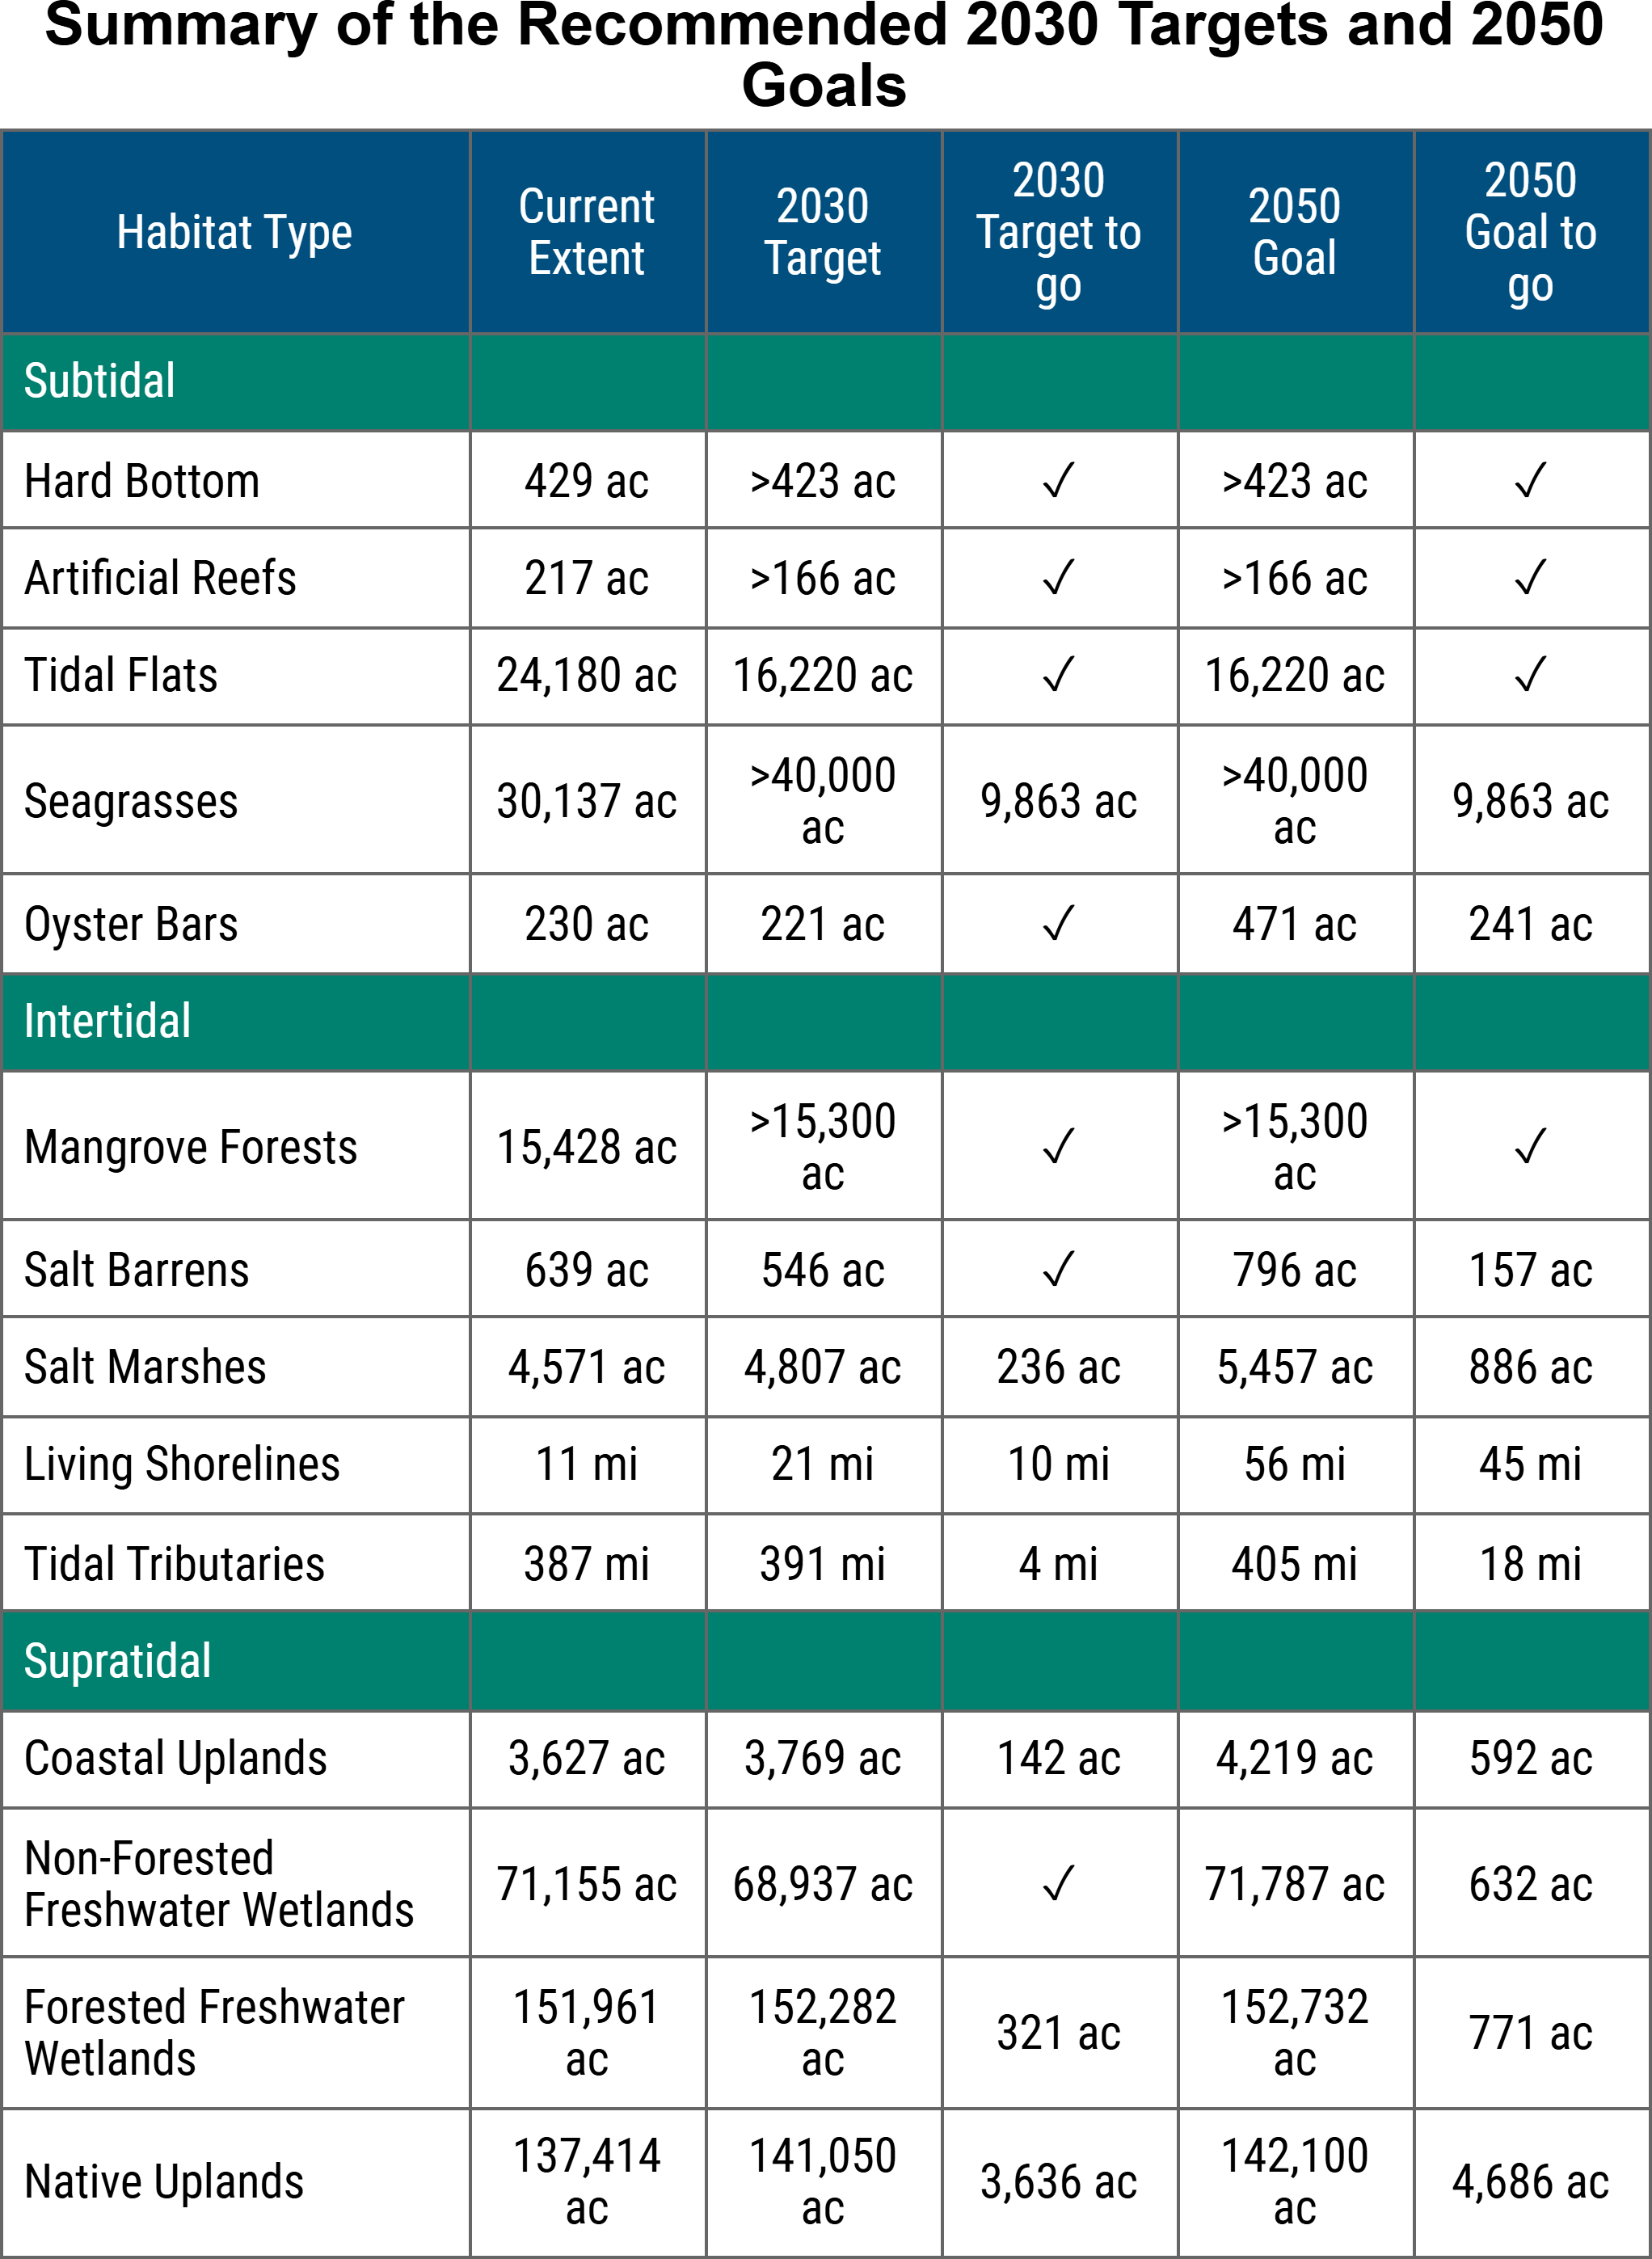 Summary of the Recommended 2030 Targets and 2050
Goals
Habitat Type Current Extent 2030 Target 2030 Target to go 2050 Goal 2050 Goal to go
Subtidal
Hard Bottom 429 ac >423 ac ✓ >423 ac ✓
Artificial Reefs 217 ac >166 ac ✓ >166 ac ✓
Tidal Flats 24,180 ac 16,220 ac ✓ 16,220 ac ✓
Seagrasses 30,137 ac >40,000 ac 9,863 ac >40,000 ac 9,863 ac
Oyster Bars 230 ac 221 ac ✓ 471 ac 241 ac
Intertidal
Mangrove Forests 15,428 ac >15,300 ac ✓ >15,300 ac ✓
Salt Barrens 639 ac 546 ac ✓ 796 ac 157 ac
Salt Marshes 4,571 ac 4,807 ac 236 ac 5,457 ac 886 ac
Living Shorelines 11 mi 21 mi 10 mi 56 mi 45 mi
Tidal Tributaries 387 mi 391 mi 4 mi 405 mi 18 mi
Supratidal
Coastal Uplands 3,627 ac 3,769 ac 142 ac 4,219 ac 592 ac
Non-Forested Freshwater Wetlands 71,155 ac 68,937 ac ✓ 71,787 ac 632 ac
Forested Freshwater Wetlands 151,961 ac 152,282 ac 321 ac 152,732 ac 771 ac
Native Uplands 137,414 ac 141,050 ac 3,636 ac 142,100 ac 4,686 ac